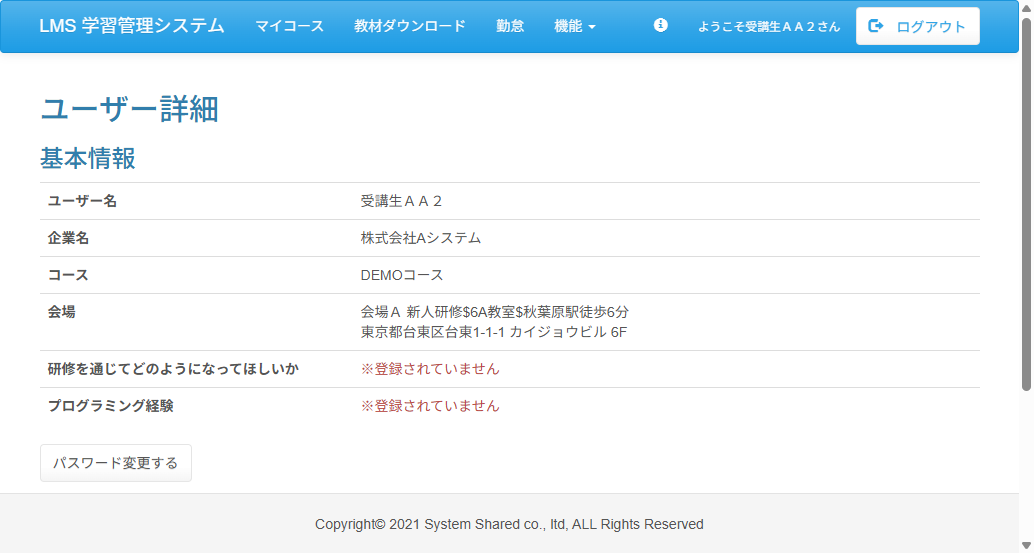 LMS 学習管理システム マイコース 教材ダウンロード 勤怠 機能 ようこそ受講生ＡＡ２さん ログアウト
ユーザー詳細
基本情報
ユーザー名 受講生ＡＡ２
企業名 株式会社Aシステム
コース DEMOコース
会場 会場Ａ 新人研修$6A教室$秋葉原駅徒歩6分
東京都台東区台東1-1-1 カイジョウビル 6F
研修を通じてどのようになってほしいか ※登録されていません
プログラミング経験 ※登録されていません
パスワード変更する
Copyright© 2021 System Shared co., ltd, ALL Rights Reserved